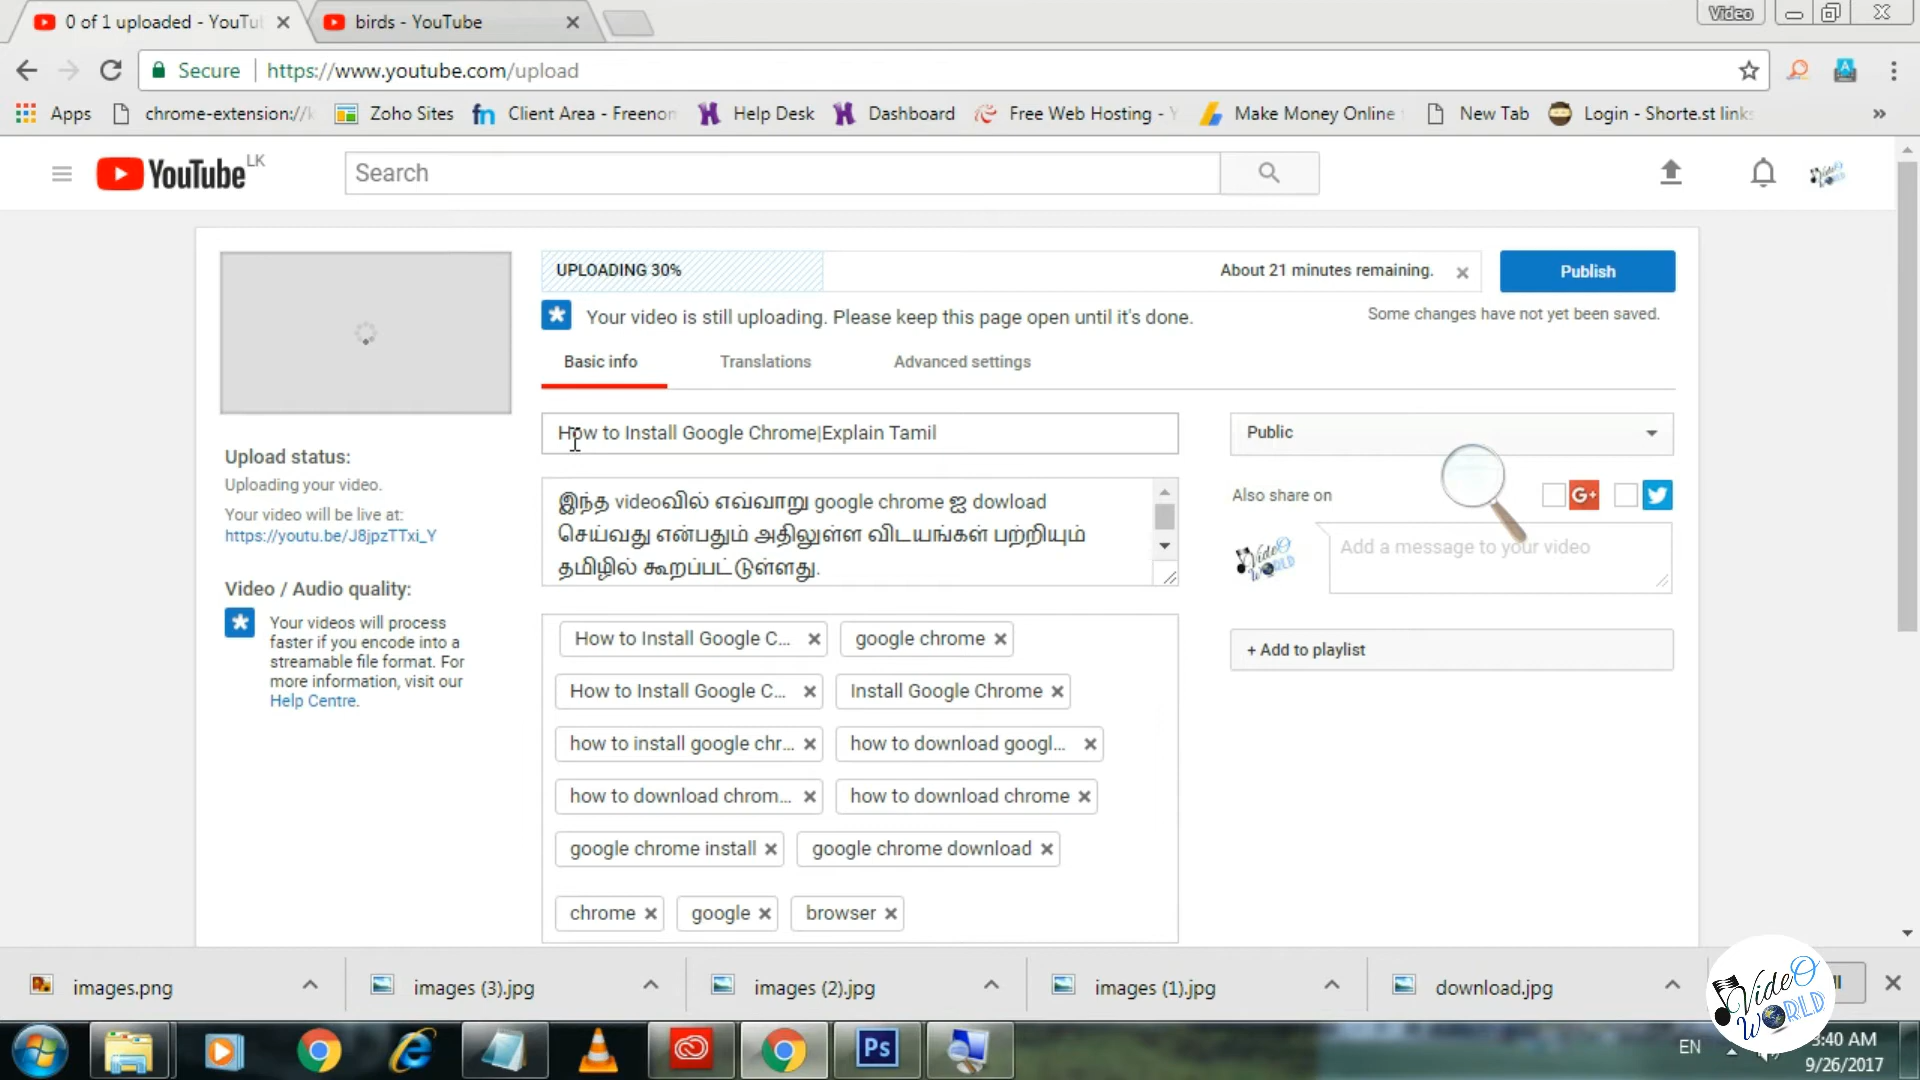 0 of 1 uploaded - YouTu
birds - YouTube
Video
Secure
https://www.youtube.com/upload
Apps
chrome-extension://k
Zoho Sites
Client Area - Freenom
Help Desk
Dashboard
Free Web Hosting - Y
Make Money Online
New Tab
Login - Shorte.st links
YouTube LK
Search
UPLOADING 30%
About 21 minutes remaining.
Publish
Your video is still uploading. Please keep this page open until it's done.
Some changes have not yet been saved.
Basic info
Translations
Advanced settings
How to Install Google Chrome|Explain Tamil
Public
Upload status:
Uploading your video.
Your video will be live at:
https://youtu.be/J8jpzTTxi_Y
இந்த videoவில் எவ்வாறு google chrome ஐ dowload
செய்வது என்பதும் அதிலுள்ள விடயங்கள் பற்றியும்
தமிழில் கூறப்பட்டுள்ளது.
Also share on
G+
VideO WORLD
Add a message to your video
Video / Audio quality:
Your videos will process
faster if you encode into a
streamable file format. For
more information, visit our
Help Centre.
+ Add to playlist
How to Install Google C...
google chrome
How to Install Google C...
Install Google Chrome
how to install google chr...
how to download googl...
how to download chrom...
how to download chrome
google chrome install
google chrome download
chrome
google
browser
images.png
images (3).jpg
images (2).jpg
images (1).jpg
download.jpg
VideO WORLD
Ps
EN
:40 AM
9/26/2017